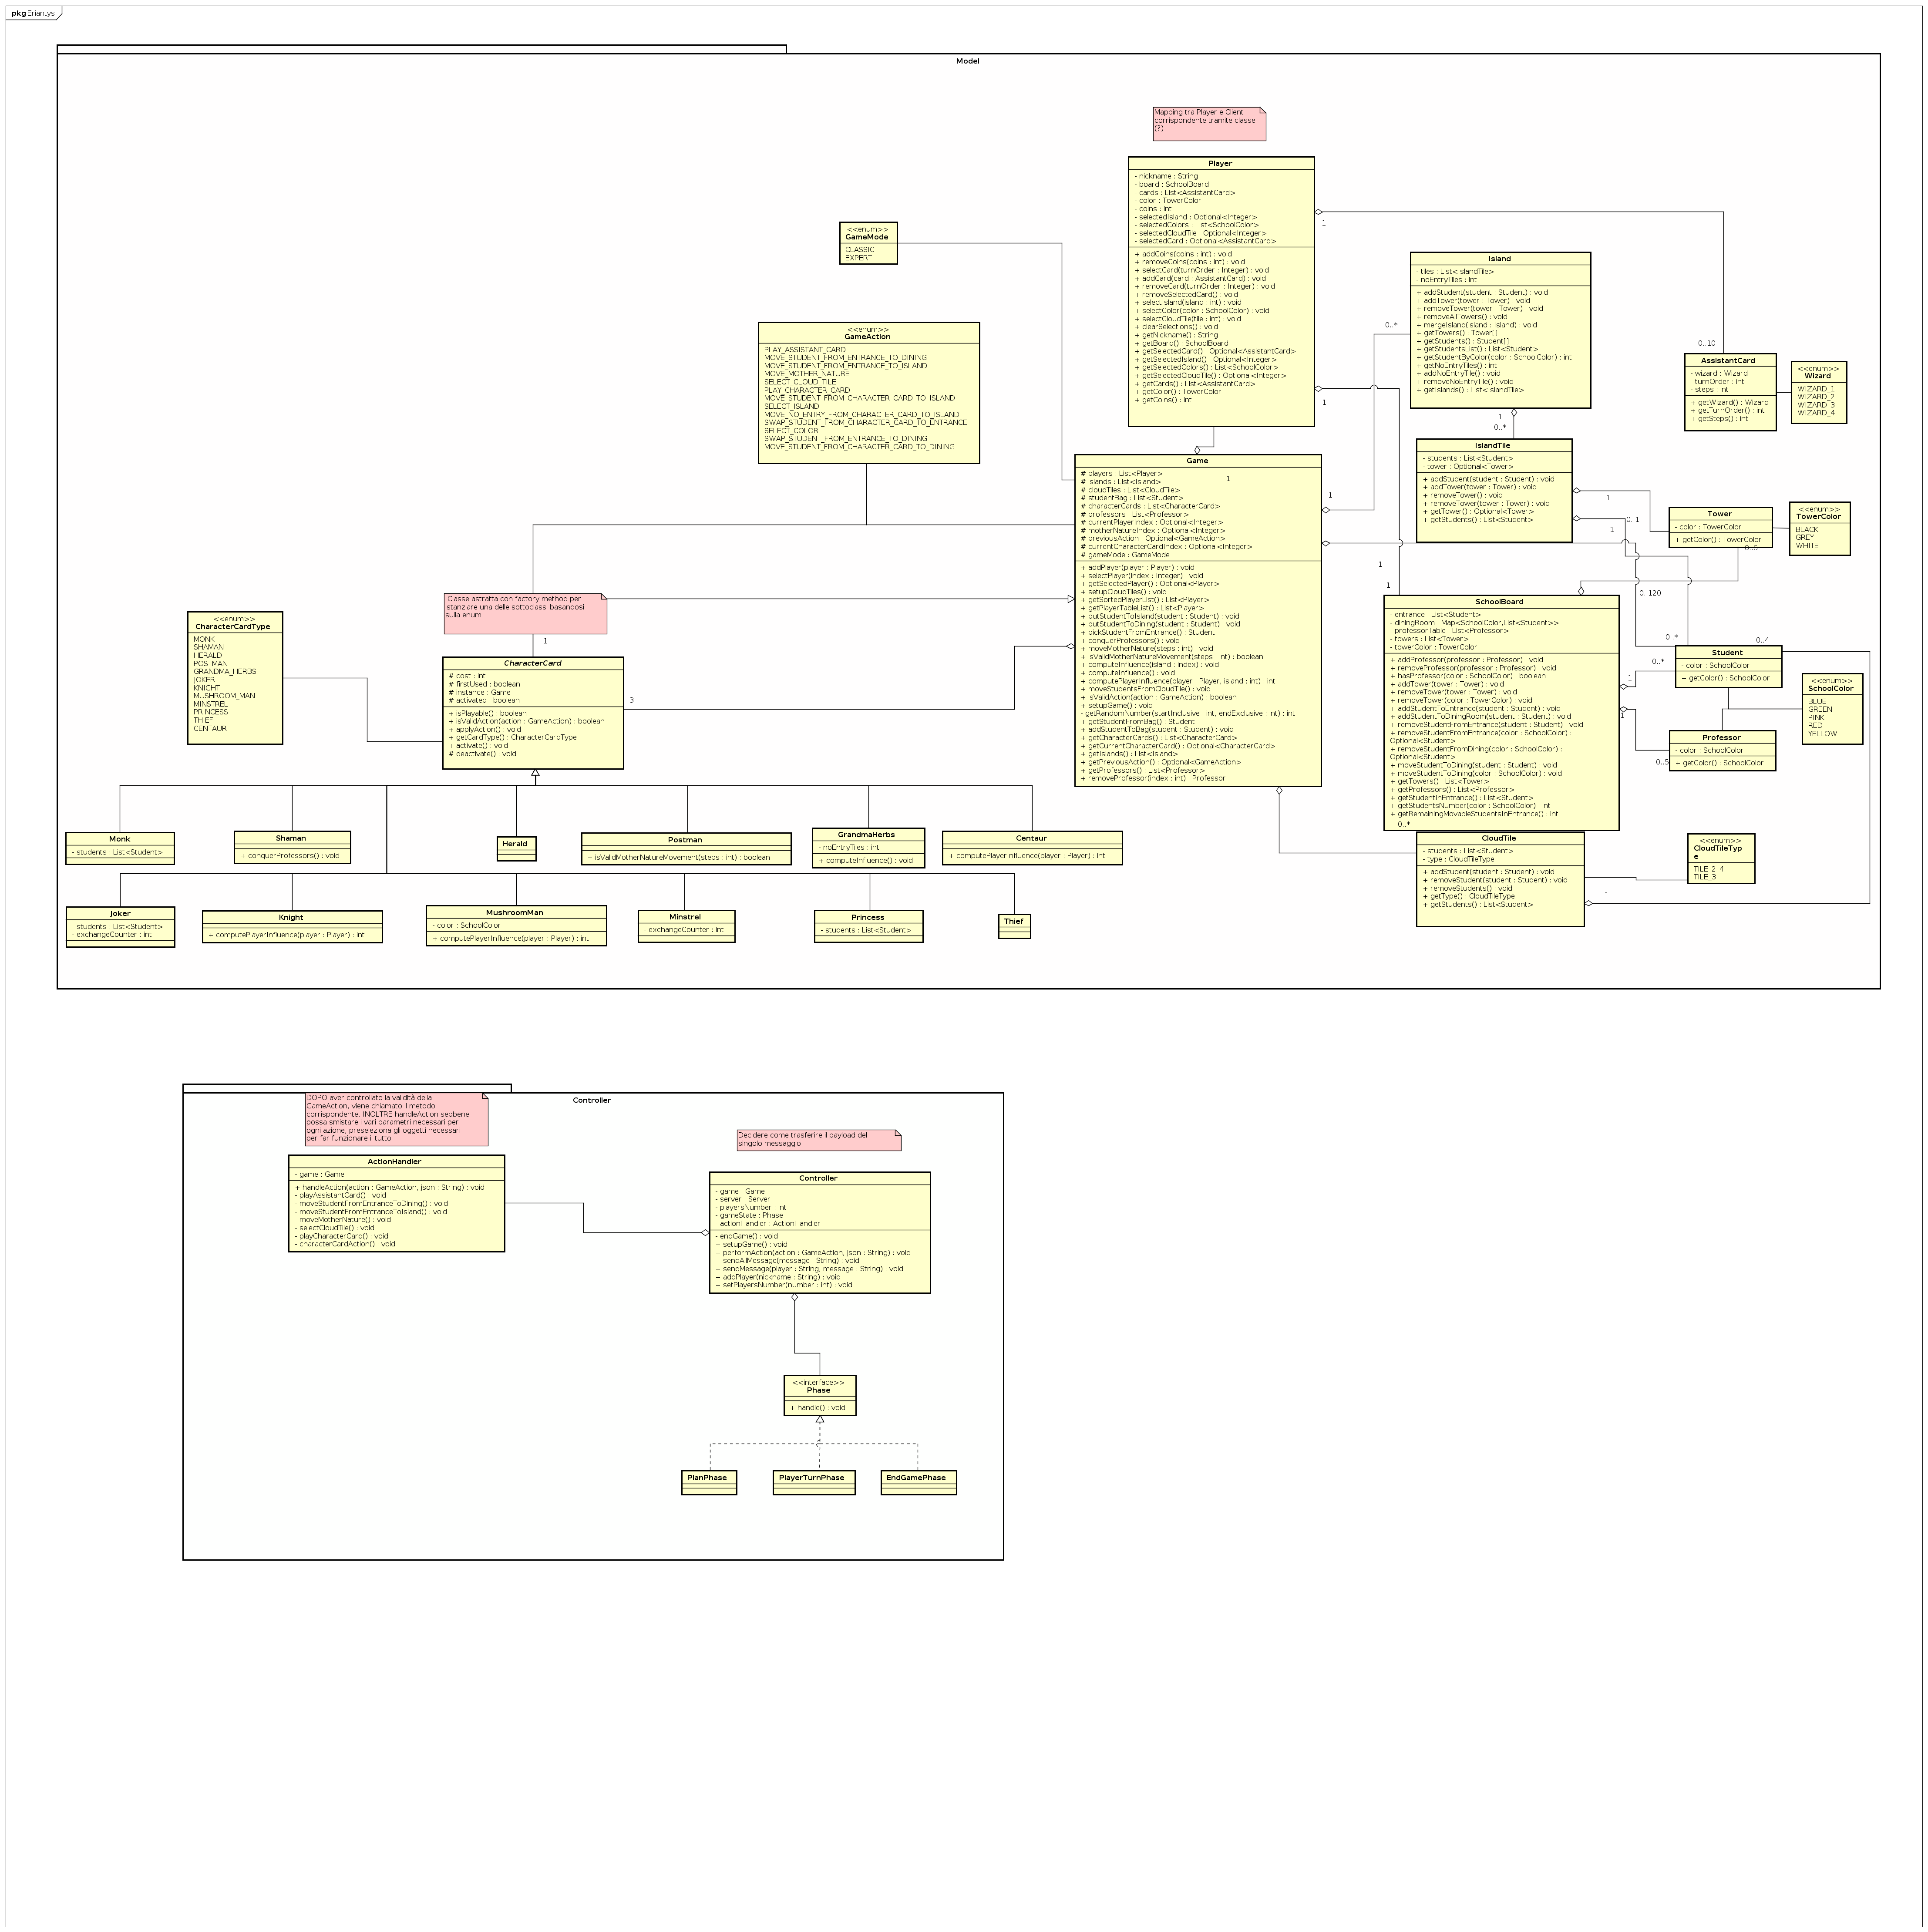 pkg Eriantys
Model
Mapping tra Player e Client
corrispondente tramite classe
(?)
Player
- nickname : String
- board : SchoolBoard
- cards : List<AssistantCard>
- color : TowerColor
- coins : int
- selectedIsland : Optional<Integer>
- selectedColors : List<SchoolColor>
- selectedCloudTile : Optional<Integer>
- selectedCard : Optional<AssistantCard>
+ addCoins(coins : int) : void
+ removeCoins(coins : int) : void
+ selectCard(turnOrder : Integer) : void
+ addCard(card : AssistantCard) : void
+ removeCard(turnOrder : Integer) : void
+ removeSelectedCard() : void
+ selectIsland(island : int) : void
+ selectColor(color : SchoolColor) : void
+ selectCloudTile(tile : int) : void
+ clearSelections() : void
+ getNickname() : String
+ getBoard() : SchoolBoard
+ getSelectedCard() : Optional<AssistantCard>
+ getSelectedIsland() : Optional<Integer>
+ getSelectedColors() : List<SchoolColor>
+ getSelectedCloudTile() : Optional<Integer>
+ getCards() : List<AssistantCard>
+ getColor() : TowerColor
+ getCoins() : int
1
1
<<enum>>
GameMode
CLASSIC
EXPERT
<<enum>>
GameAction
PLAY_ASSISTANT_CARD
MOVE_STUDENT_FROM_ENTRANCE_TO_DINING
MOVE_STUDENT_FROM_ENTRANCE_TO_ISLAND
MOVE_MOTHER_NATURE
SELECT_CLOUD_TILE
PLAY_CHARACTER_CARD
MOVE_STUDENT_FROM_CHARACTER_CARD_TO_ISLAND
SELECT_ISLAND
MOVE_NO_ENTRY_FROM_CHARACTER_CARD_TO_ISLAND
SWAP_STUDENT_FROM_CHARACTER_CARD_TO_ENTRANCE
SELECT_COLOR
SWAP_STUDENT_FROM_ENTRANCE_TO_DINING
MOVE_STUDENT_FROM_CHARACTER_CARD_TO_DINING
Island
- tiles : List<IslandTile>
- noEntryTiles : int
+ addStudent(student : Student) : void
+ addTower(tower : Tower) : void
+ removeTower(tower : Tower) : void
+ removeAllTowers() : void
+ mergeIsland(island : Island) : void
+ getTowers() : Tower[]
+ getStudents() : Student[]
+ getStudentsList() : List<Student>
+ getStudentByColor(color : SchoolColor) : int
+ getNoEntryTiles() : int
+ addNoEntryTile() : void
+ removeNoEntryTile() : void
+ getIslands() : List<IslandTile>
0..*
1
0..*
0..10
AssistantCard
- wizard : Wizard
- turnOrder : int
- steps : int
+ getWizard() : Wizard
+ getTurnOrder() : int
+ getSteps() : int
<<enum>>
Wizard
WIZARD_1
WIZARD_2
WIZARD_3
WIZARD_4
IslandTile
- students : List<Student>
- tower : Optional<Tower>
+ addStudent(student : Student) : void
+ addTower(tower : Tower) : void
+ removeTower() : void
+ removeTower(tower : Tower) : void
+ getTower() : Optional<Tower>
+ getStudents() : List<Student>
1
1
0..1
Tower
- color : TowerColor
+ getColor() : TowerColor
<<enum>>
TowerColor
BLACK
GREY
WHITE
Game
1
# players : List<Player>
# islands : List<Island>
# cloudTiles : List<CloudTile>
# studentBag : List<Student>
# characterCards : List<CharacterCard>
# professors : List<Professor>
# currentPlayerIndex : Optional<Integer>
# motherNatureIndex : Optional<Integer>
# previousAction : Optional<GameAction>
# currentCharacterCardIndex : Optional<Integer>
# gameMode : GameMode
+ addPlayer(player : Player) : void
+ selectPlayer(index : Integer) : void
+ getSelectedPlayer() : Optional<Player>
+ setupCloudTiles() : void
+ getSortedPlayerList() : List<Player>
+ getPlayerTableList() : List<Player>
+ putStudentToIsland(student : Student) : void
+ putStudentToDining(student : Student) : void
+ pickStudentFromEntrance() : Student
+ conquerProfessors() : void
+ moveMotherNature(steps : int) : void
+ isValidMotherNatureMovement(steps : int) : boolean
+ computeInfluence(island : index) : void
+ computeInfluence() : void
+ computePlayerInfluence(player : Player, island : int) : int
+ moveStudentsFromCloudTile() : void
+ isValidAction(action : GameAction) : boolean
+ setupGame() : void
- getRandomNumber(startInclusive : int, endExclusive : int) : int
+ getStudentFromBag() : Student
+ addStudentToBag(student : Student) : void
+ getCharacterCards() : List<CharacterCard>
+ getCurrentCharacterCard() : Optional<CharacterCard>
+ getIslands() : List<Island>
+ getPreviousAction() : Optional<GameAction>
+ getProfessors() : List<Professor>
+ removeProfessor(index : int) : Professor
1
1
1
SchoolBoard
- entrance : List<Student>
- diningRoom : Map<SchoolColor,List<Student>>
- professorTable : List<Professor>
- towers : List<Tower>
- towerColor : TowerColor
+ addProfessor(professor : Professor) : void
+ removeProfessor(professor : Professor) : void
+ hasProfessor(color : SchoolColor) : boolean
+ addTower(tower : Tower) : void
+ removeTower(tower : Tower) : void
+ removeTower(color : TowerColor) : void
+ addStudentToEntrance(student : Student) : void
+ addStudentToDiningRoom(student : Student) : void
+ removeStudentFromEntrance(student : Student) : void
+ removeStudentFromEntrance(color : SchoolColor) :
Optional<Student>
+ removeStudentFromDining(color : SchoolColor) :
Optional<Student>
+ moveStudentToDining(student : Student) : void
+ moveStudentToDining(color : SchoolColor) : void
+ getTowers() : List<Tower>
+ getProfessors() : List<Professor>
+ getStudentInEntrance() : List<Student>
+ getStudentsNumber(color : SchoolColor) : int
+ getRemainingMovableStudentsInEntrance() : int
0..*
0..120
0..*
0..4
0..*
1
1
0..5
Student
- color : SchoolColor
+ getColor() : SchoolColor
<<enum>>
SchoolColor
BLUE
GREEN
PINK
RED
YELLOW
Professor
- color : SchoolColor
+ getColor() : SchoolColor
CloudTile
- students : List<Student>
- type : CloudTileType
+ addStudent(student : Student) : void
+ removeStudent(student : Student) : void
+ removeStudents() : void
+ getType() : CloudTileType
+ getStudents() : List<Student>
1
<<enum>>
CloudTileTyp
e
TILE_2_4
TILE_3
Classe astratta con factory method per
istanziare una delle sottoclassi basandosi
sulla enum
1
<<enum>>
CharacterCardType
MONK
SHAMAN
HERALD
POSTMAN
GRANDMA_HERBS
JOKER
KNIGHT
MUSHROOM_MAN
MINSTREL
PRINCESS
THIEF
CENTAUR
CharacterCard
# cost : int
# firstUsed : boolean
# instance : Game
# activated : boolean
+ isPlayable() : boolean
+ isValidAction(action : GameAction) : boolean
+ applyAction() : void
+ getCardType() : CharacterCardType
+ activate() : void
# deactivate() : void
3
Monk
- students : List<Student>
Shaman
+ conquerProfessors() : void
Herald
Postman
+ isValidMotherNatureMovement(steps : int) : boolean
GrandmaHerbs
- noEntryTiles : int
+ computeInfluence() : void
Centaur
+ computePlayerInfluence(player : Player) : int
Joker
- students : List<Student>
- exchangeCounter : int
Knight
+ computePlayerInfluence(player : Player) : int
MushroomMan
- color : SchoolColor
+ computePlayerInfluence(player : Player) : int
Minstrel
- exchangeCounter : int
Princess
- students : List<Student>
Thief
Controller
DOPO aver controllato la validità della
GameAction, viene chiamato il metodo
corrispondente. INOLTRE handleAction sebbene
possa smistare i vari parametri necessari per
ogni azione, preseleziona gli oggetti necessari
per far funzionare il tutto
Decidere come trasferire il payload del
singolo messaggio
ActionHandler
- game : Game
+ handleAction(action : GameAction, json : String) : void
- playAssistantCard() : void
- moveStudentFromEntranceToDining() : void
- moveStudentFromEntranceToIsland() : void
- moveMotherNature() : void
- selectCloudTile() : void
- playCharacterCard() : void
- characterCardAction() : void
Controller
- game : Game
- server : Server
- playersNumber : int
- gameState : Phase
- actionHandler : ActionHandler
- endGame() : void
+ setupGame() : void
+ performAction(action : GameAction, json : String) : void
+ sendAllMessage(message : String) : void
+ sendMessage(player : String, message : String) : void
+ addPlayer(nickname : String) : void
+ setPlayersNumber(number : int) : void
<<interface>>
Phase
+ handle() : void
PlanPhase
PlayerTurnPhase
EndGamePhase